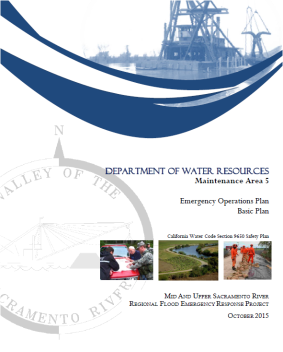 DEPARTMENT OF WATER RESOURCES
Maintenance Area 5
Emergency Operations Plan
Basic Plan
N
VALLEY OF THE
SACRAMENTO RIVER
California Water Code Section 9650 Safety Plan
MID AND UPPER SACRAMENTO RIVER
REGIONAL FLOOD EMERGENCY RESPONSE PROJECT
OCTOBER 2015